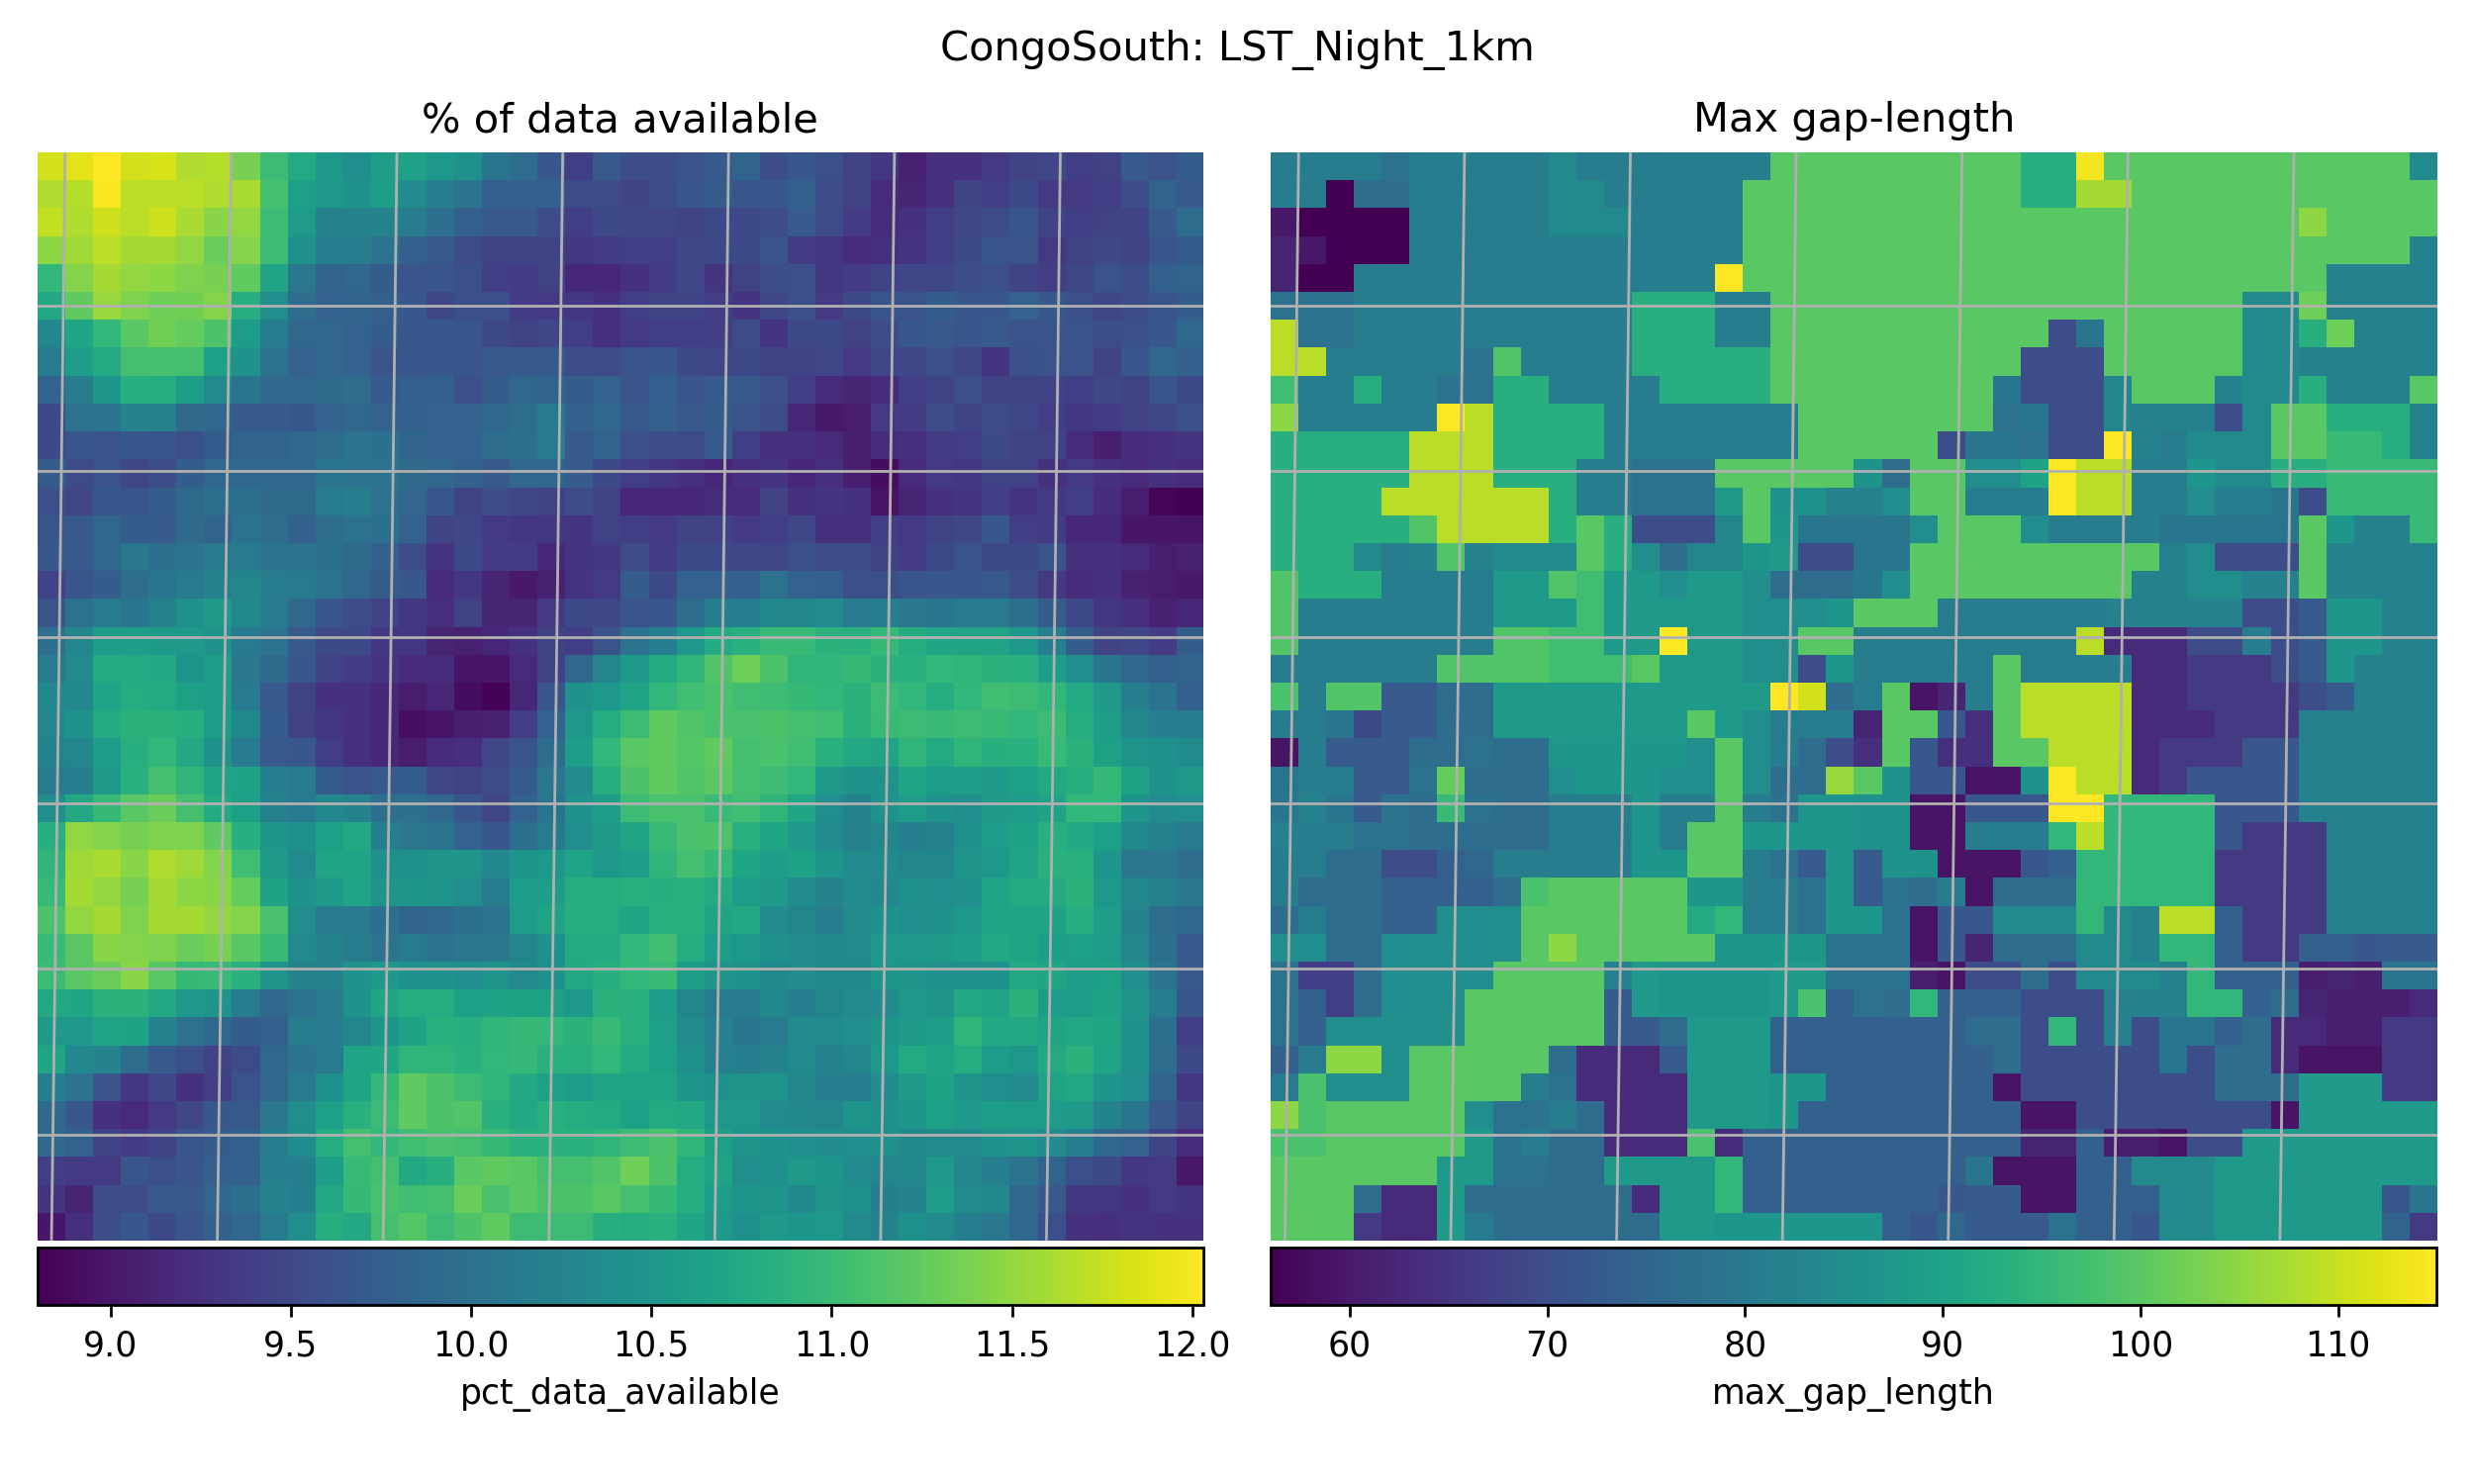 CongoSouth: LST_Night_1km
% of data available
Max gap-length
9.0 9.5 10.0 10.5 11.0 11.5 12.0
60 70 80 90 100 110
pct_data_available
max_gap_length